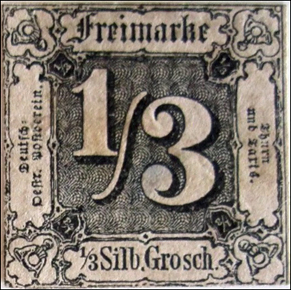 Freimarke
Deutsch-
Oestr. Postverein.
1/3
Thurn
und Taxis.
1/3 Silb. Grosch.